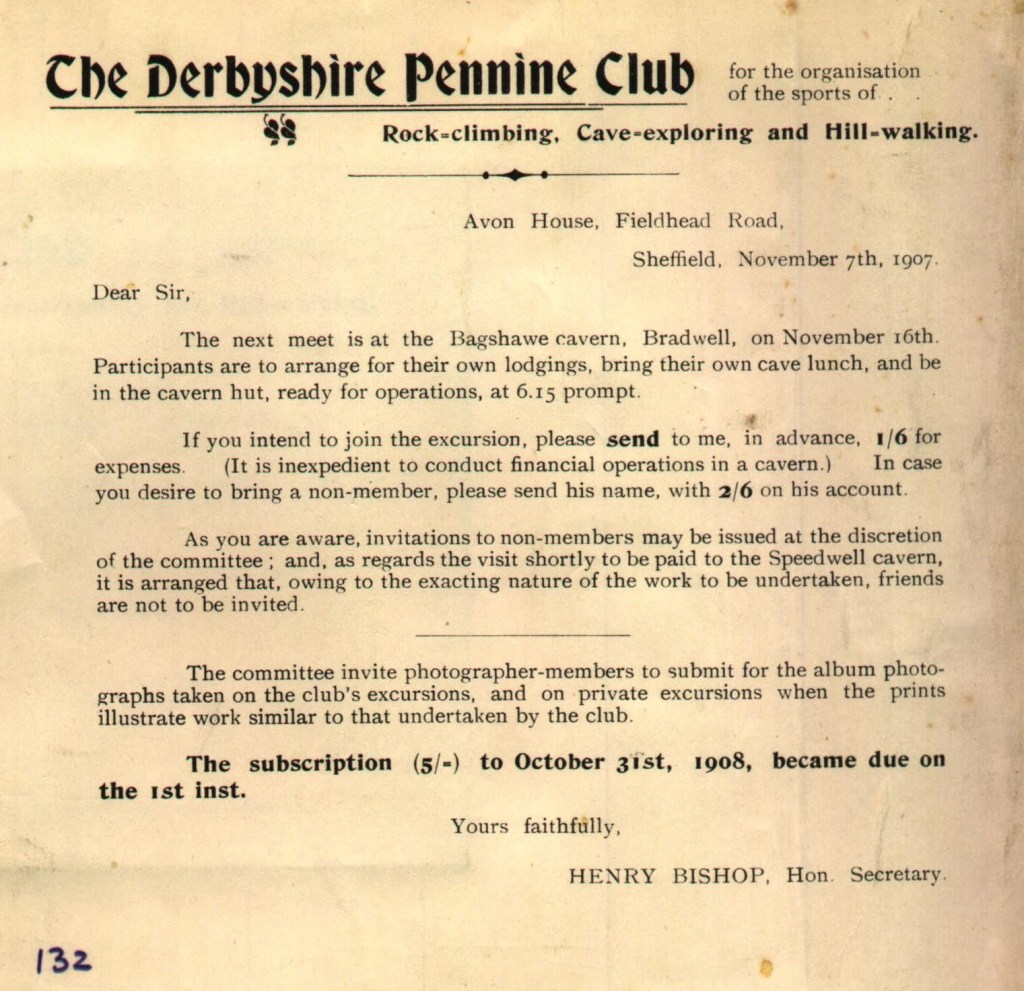 The Derbyshire Pennine Club
for the organisation
of the sports of . .
Rock-climbing, Cave-exploring and Hill-walking.
Avon House, Fieldhead Road,
Sheffield, November 7th, 1907.
Dear Sir,
The next meet is at the Bagshawe cavern, Bradwell, on November 16th.
Participants are to arrange for their own lodgings, bring their own cave lunch, and be
in the cavern hut, ready for operations, at 6.15 prompt.
If you intend to join the excursion, please send to me, in advance, 1/6 for
expenses. (It is inexpedient to conduct financial operations in a cavern.) In case
you desire to bring a non-member, please send his name, with 2/6 on his account.
As you are aware, invitations to non-members may be issued at the discretion
of the committee ; and, as regards the visit shortly to be paid to the Speedwell cavern,
it is arranged that, owing to the exacting nature of the work to be undertaken, friends
are not to be invited.
The committee invite photographer-members to submit for the album photo-
graphs taken on the club's excursions, and on private excursions when the prints
illustrate work similar to that undertaken by the club.
The subscription (5/-) to October 31st, 1908, became due on
the 1st inst.
Yours faithfully,
HENRY BISHOP, Hon. Secretary.
132